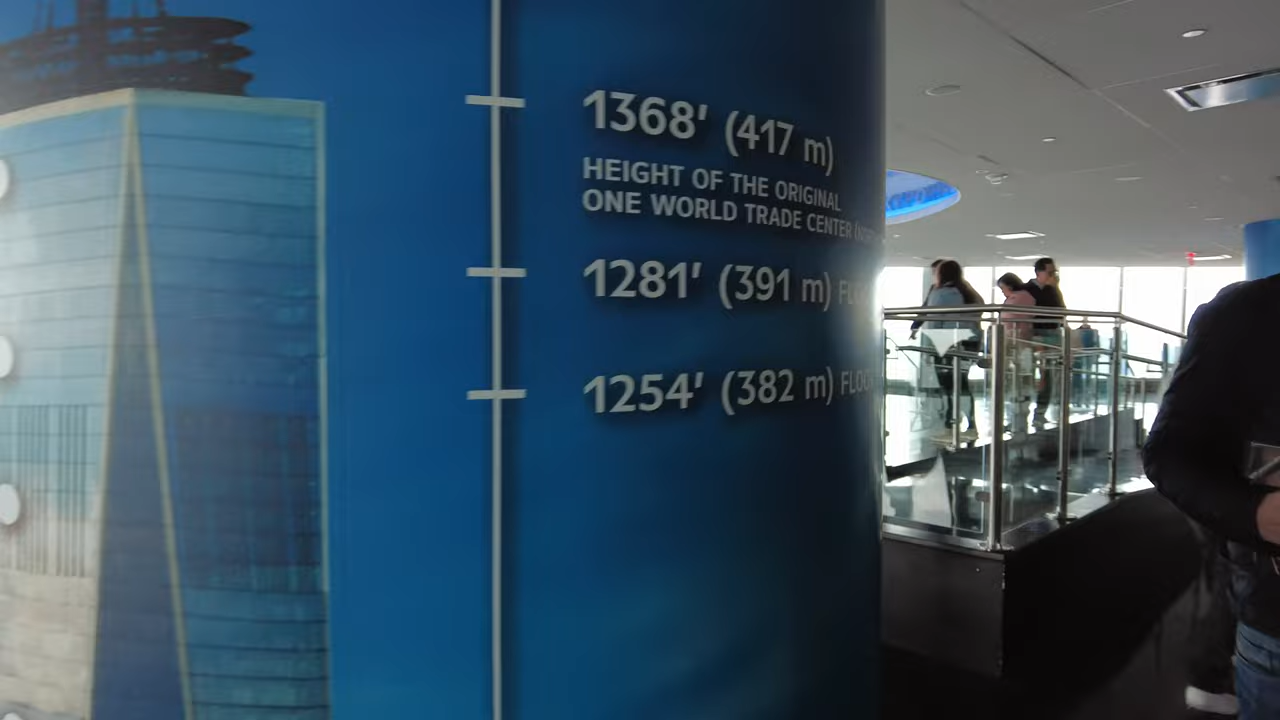 1368' (417 m)
HEIGHT OF THE ORIGINAL
ONE WORLD TRADE CENTER
1281' (391 m)
1254' (382 m)